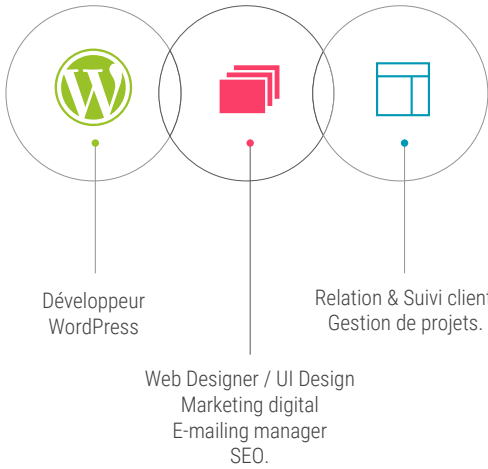 Développeur
WordPress
Relation & Suivi client
Gestion de projets.
Web Designer / UI Design
Marketing digital
E-mailing manager
SEO.